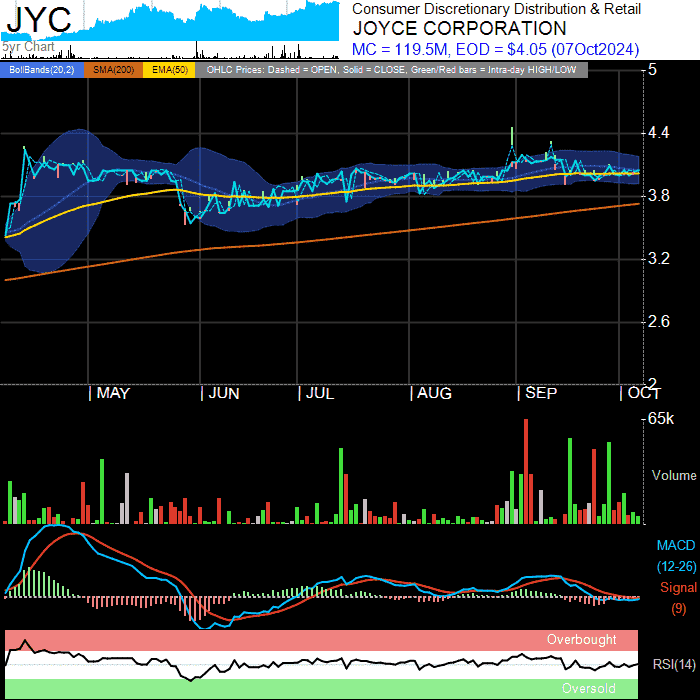 JYC
5yr Chart
Consumer Discretionary Distribution & Retail
JOYCE CORPORATION
MC = 119.5M, EOD = $4.05 (07Oct2024)
BollBands(20,2) SMA(200) EMA(50) OHLC Prices: Dashed = OPEN, Solid = CLOSE, Green/Red bars = Intra-day HIGH/LOW
5
4.4
3.8
3.2
2.6
2
MAY JUN JUL AUG SEP OCT
65k
Volume
MACD
(12-26)
Signal
(9)
Overbought
RSI(14)
Oversold